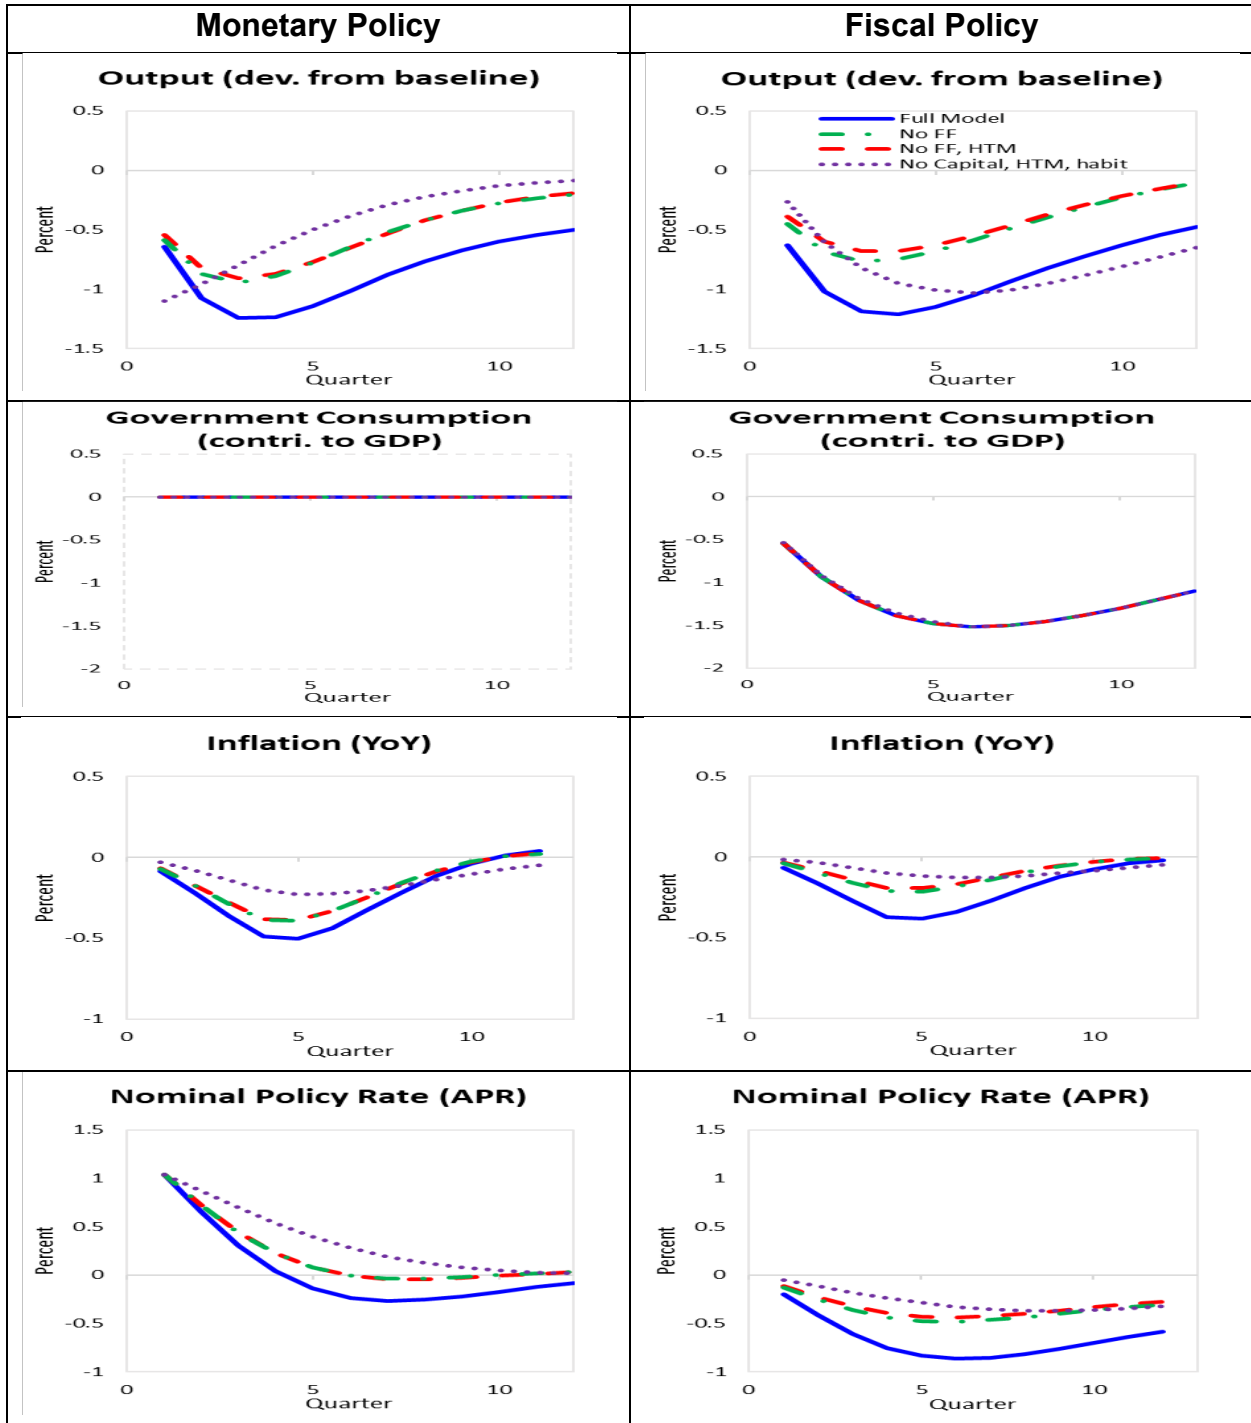 Monetary Policy
Fiscal Policy
Output (dev. from baseline)
0.5
0
-0.5
-1
-1.5
Percent
0
5
10
Quarter
Output (dev. from baseline)
Full Model
No FF
No FF, HTM
No Capital, HTM, habit
0.5
0
-0.5
-1
-1.5
Percent
0
5
10
Quarter
Government Consumption
(contri. to GDP)
0.5
0
-0.5
-1
-1.5
-2
Percent
0
5
10
Quarter
Government Consumption
(contri. to GDP)
0.5
0
-0.5
-1
-1.5
-2
Percent
0
5
10
Quarter
Inflation (YoY)
0.5
0
-0.5
-1
Percent
0
5
10
Quarter
Inflation (YoY)
0.5
0
-0.5
-1
Percent
0
5
10
Quarter
Nominal Policy Rate (APR)
1.5
1
0.5
0
-0.5
-1
Percent
0
5
10
Quarter
Nominal Policy Rate (APR)
1.5
1
0.5
0
-0.5
-1
Percent
0
5
10
Quarter